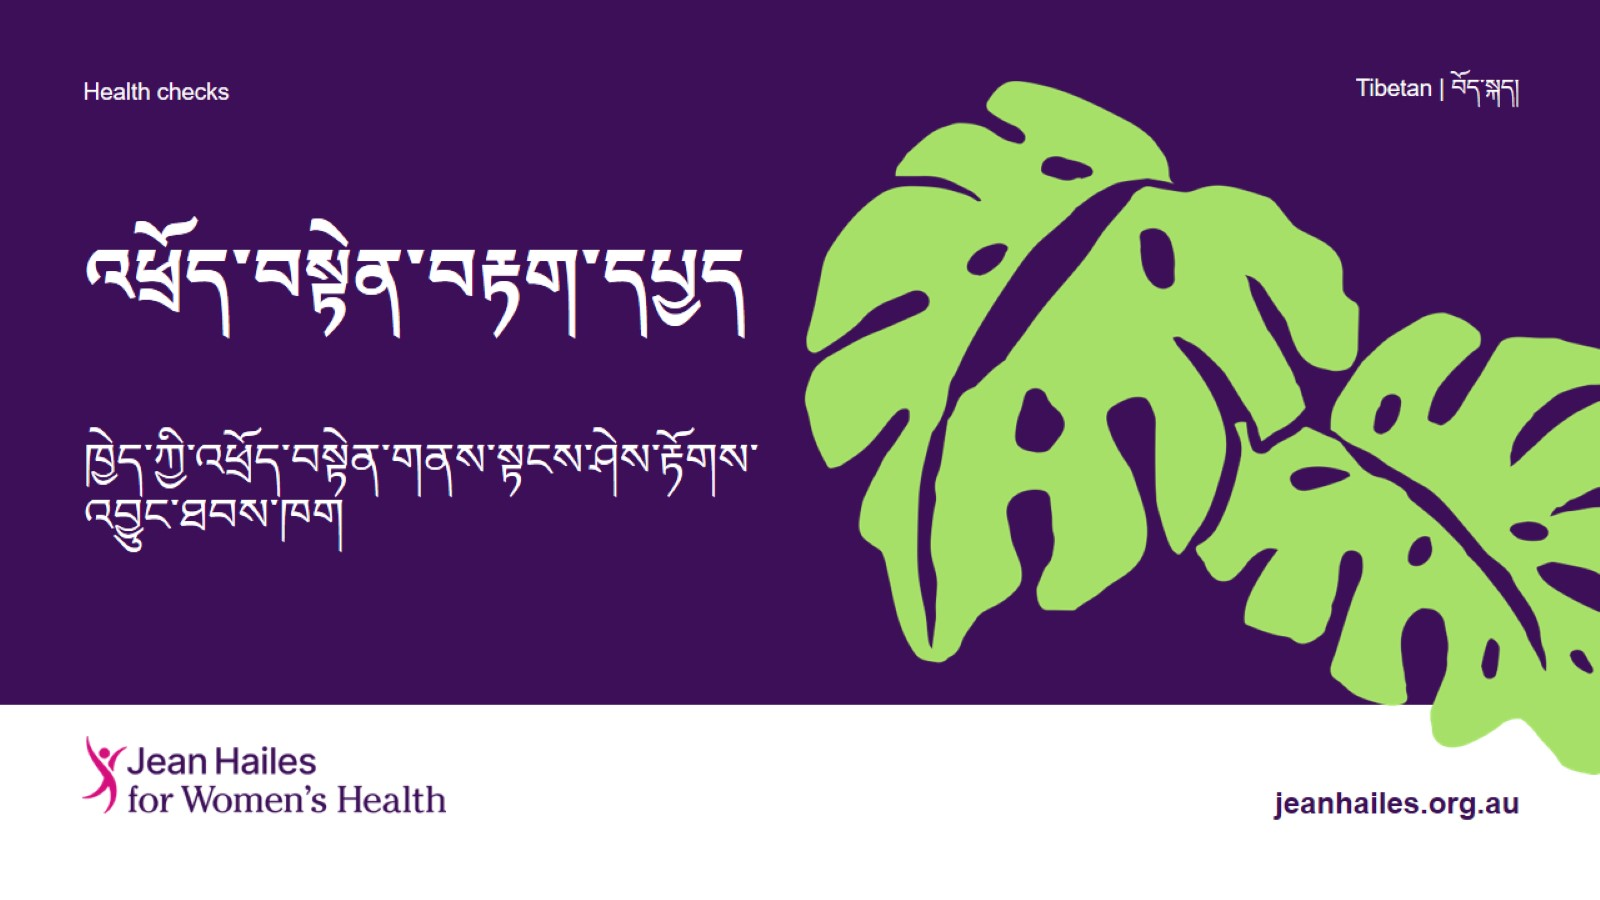 Health checks
Tibetan | བོད་སྐད།
འཕྲོད་བསྟེན་བརྟག་དཔྱད
ཁྱེད་ཀྱི་འཕྲོད་བསྟེན་གནས་སྟངས་ཤེས་རྟོགས་
འབྱུང་ཐབས་ཁག
Jean Hailes
for Women's Health
jeanhailes.org.au